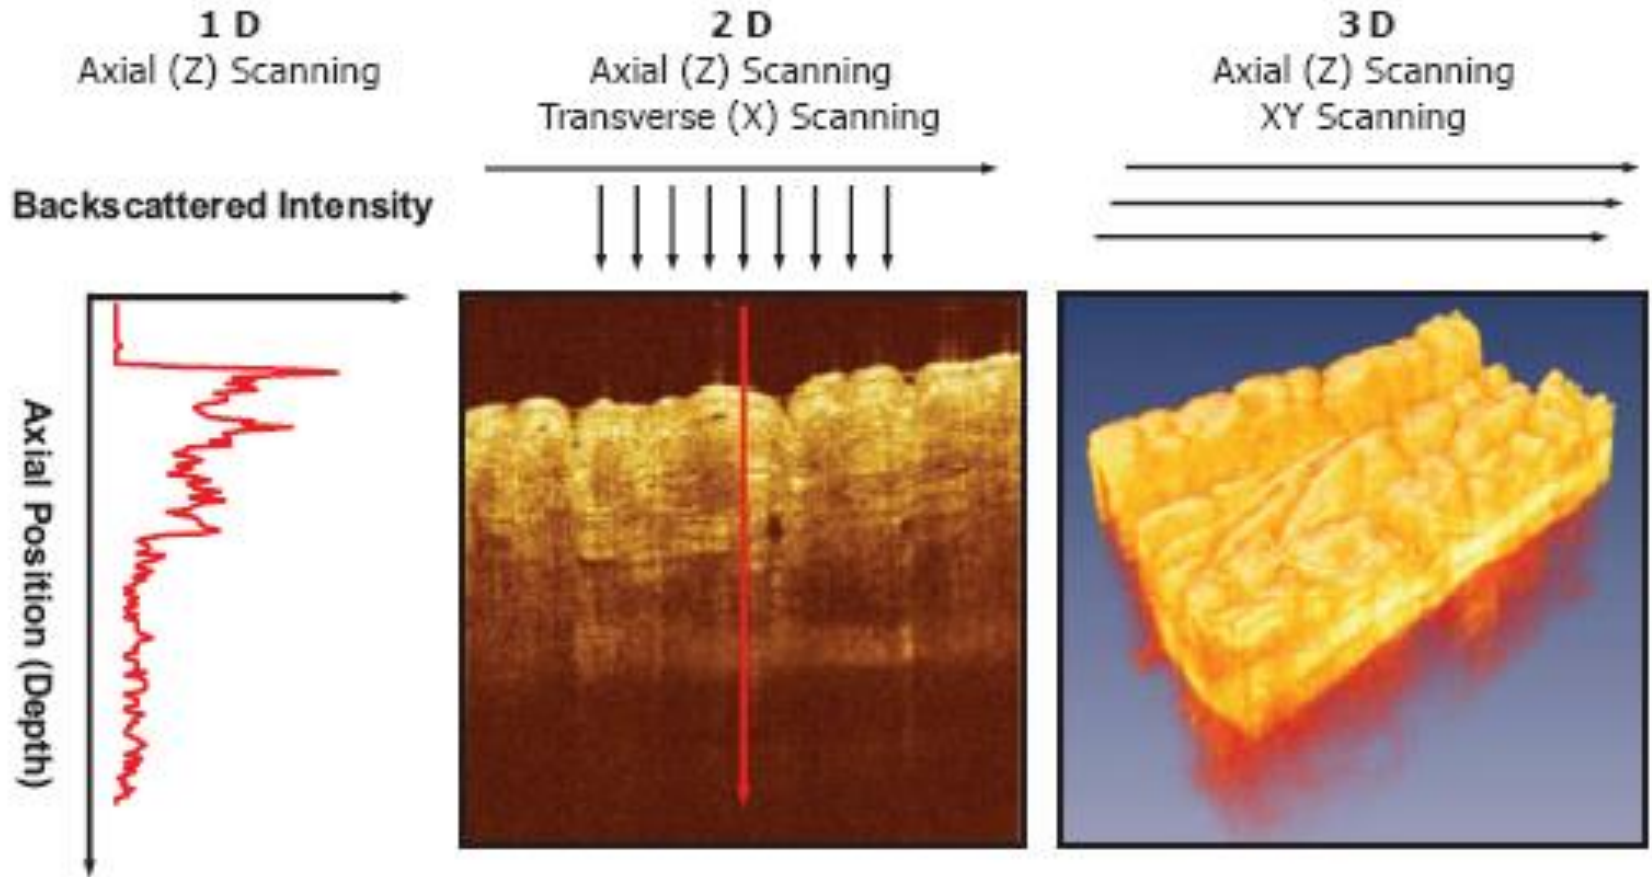 1 D
Axial (Z) Scanning
2 D
Axial (Z) Scanning
Transverse (X) Scanning
3 D
Axial (Z) Scanning
XY Scanning
Backscattered Intensity
Axial Position (Depth)